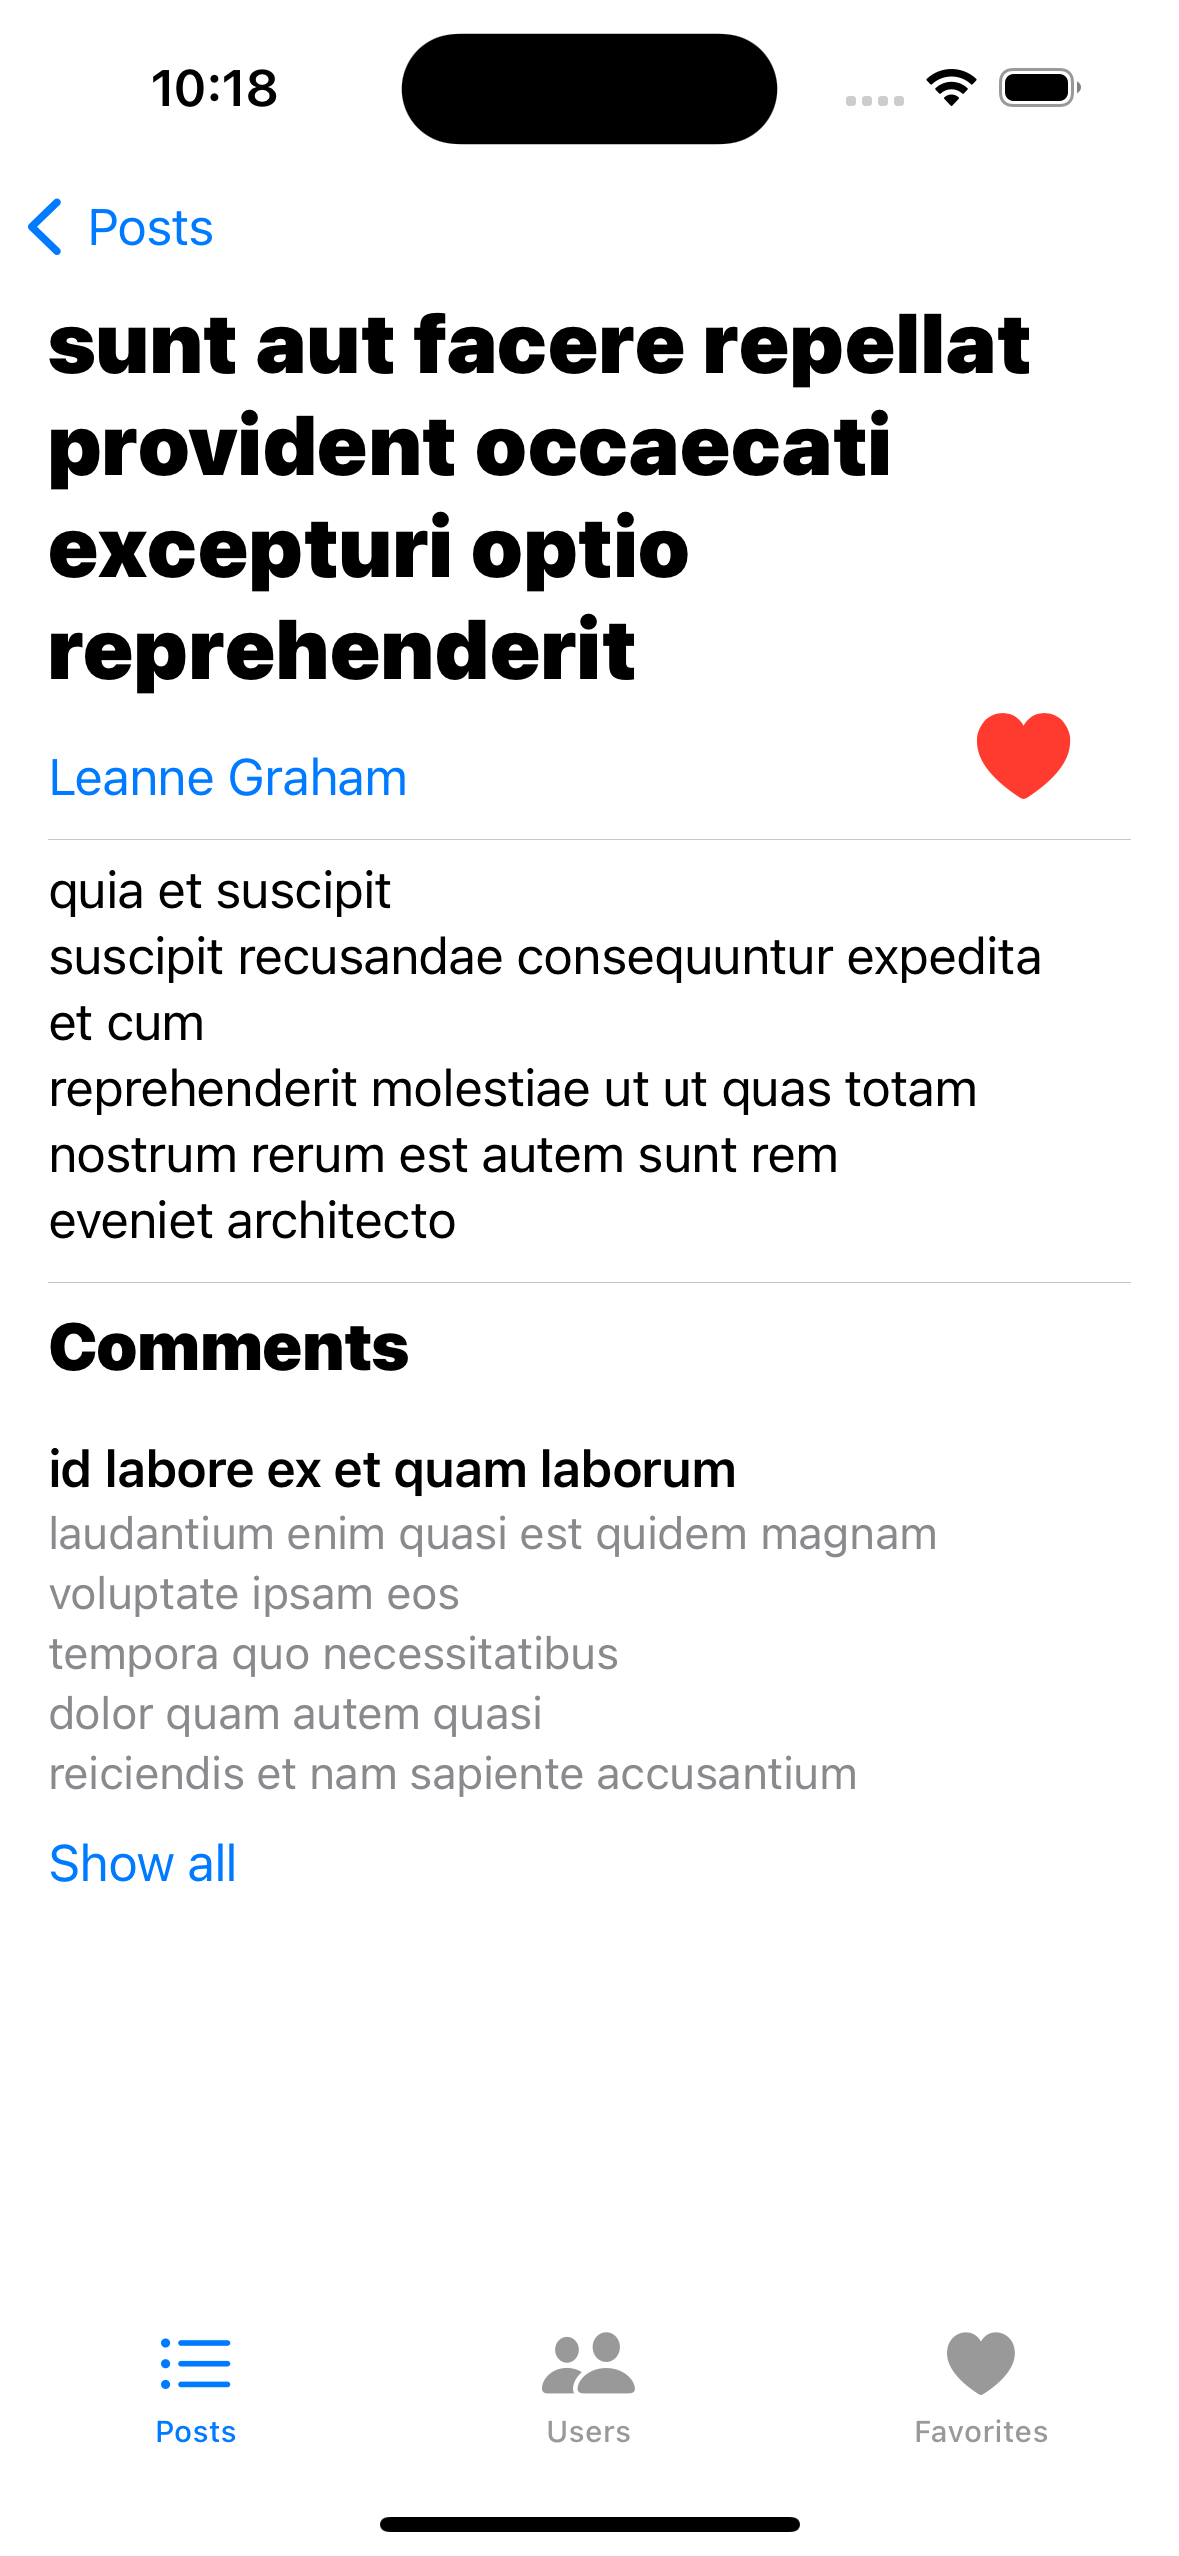 10:18
Posts
sunt aut facere repellat
provident occaecati
excepturi optio
reprehenderit
Leanne Graham
quia et suscipit
suscipit recusandae consequuntur expedita
et cum
reprehenderit molestiae ut ut quas totam
nostrum rerum est autem sunt rem
eveniet architecto
Comments
id labore ex et quam laborum
laudantium enim quasi est quidem magnam
voluptate ipsam eos
tempora quo necessitatibus
dolor quam autem quasi
reiciendis et nam sapiente accusantium
Show all
Posts
Users
Favorites